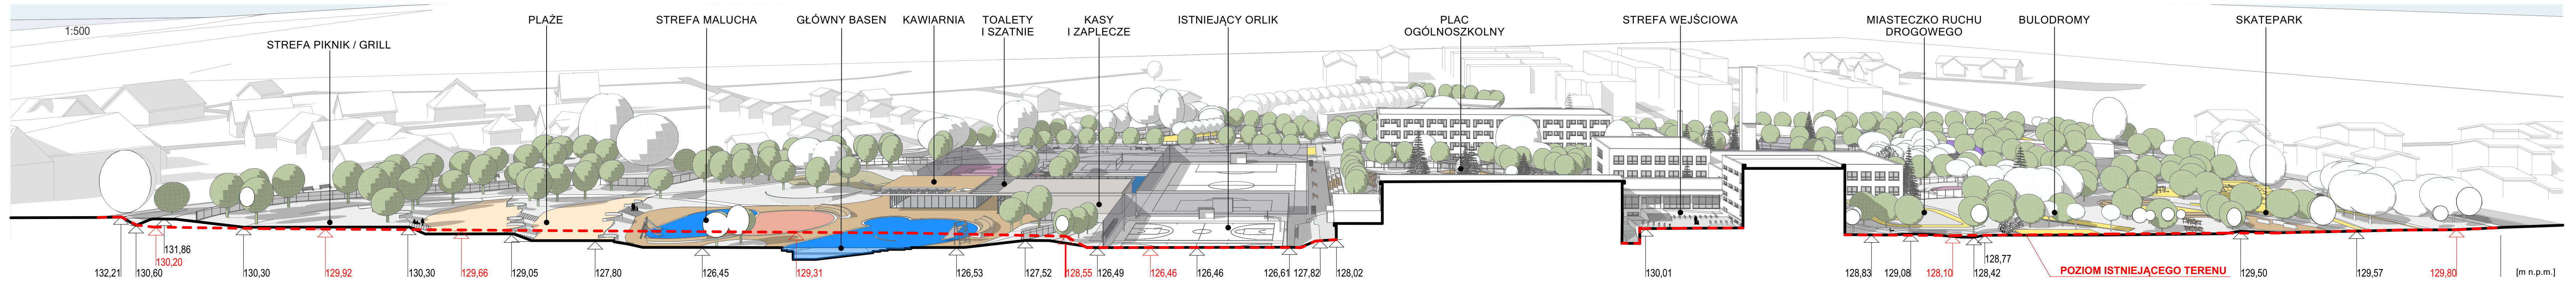 1:500
STREFA PIKNIK / GRILL
PLAŻE
STREFA MALUCHA
GŁÓWNY BASEN
KAWIARNIA
TOALETY
I SZATNIE
KASY
I ZAPLECZE
ISTNIEJĄCY ORLIK
PLAC
OGÓLNOSZKOLNY
STREFA WEJŚCIOWA
MIASTECZKO RUCHU
DROGOWEGO
BULODROMY
SKATEPARK
132,21
130,60
131,86
130,20
130,30
129,92
130,30
129,66
129,05
127,80
126,45
129,31
126,53
127,52
128,55
126,49
126,46
126,46
126,61
127,82
128,02
130,01
128,83
129,08
128,10
128,77
128,42
POZIOM ISTNIEJĄCEGO TERENU
129,50
129,57
129,80
[m n.p.m.]